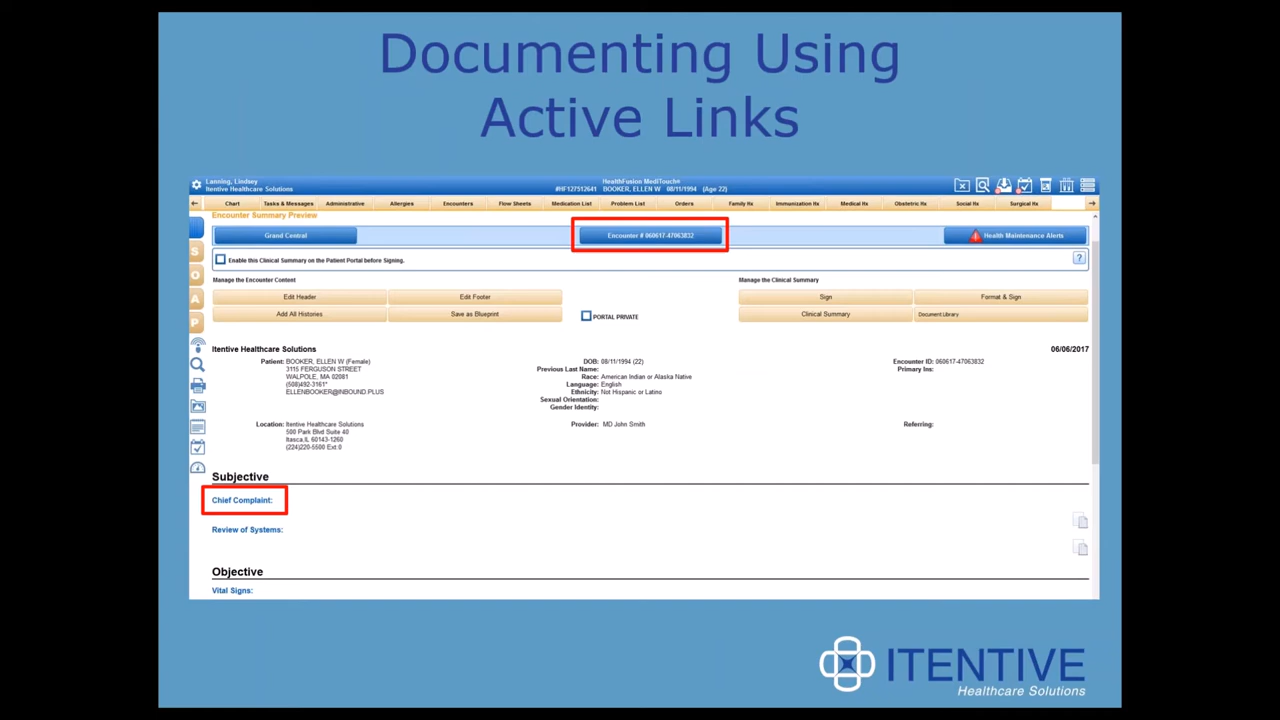 Documenting Using
Active Links
Lanning, Lindsey
Itentive Healthcare Solutions
HealthFusion MediTouch®
#HF127512641 BOOKER, ELLEN W 08/11/1994 (Age 22)
Chart Tasks & Messages Administrative Allergies Encounters Flow Sheets Medication List Problem List Orders Family Hx Immunization Hx Medical Hx Obstetric Hx Social Hx Surgical Hx
Encounter Summary Preview
Grand Central Encounter # 060617-47063832 Health Maintenance Alerts
S
O
A
P
Enable this Clinical Summary on the Patient Portal before Signing. ?
Manage the Encounter Content Manage the Clinical Summary
Edit Header Edit Footer Sign Format & Sign
Add All Histories Save as Blueprint PORTAL PRIVATE Clinical Summary Document Library
Itentive Healthcare Solutions 06/06/2017
Patient: BOOKER, ELLEN W (Female) DOB: 08/11/1994 (22) Encounter ID: 060617-47063832
3115 FERGUSON STREET Previous Last Name: Primary Ins:
WALPOLE, MA 02081 Race: American Indian or Alaska Native
(508)492-3161* Language: English
ELLENBOOKER@INBOUND.PLUS Ethnicity: Not Hispanic or Latino
Sexual Orientation:
Gender Identity:
Location: Itentive Healthcare Solutions Provider: MD John Smith Referring:
500 Park Blvd Suite 40
Itasca,IL 60143-1260
(224)220-5500 Ext 0
Subjective
Chief Complaint:
Review of Systems:
Objective
Vital Signs:
ITENTIVE
Healthcare Solutions